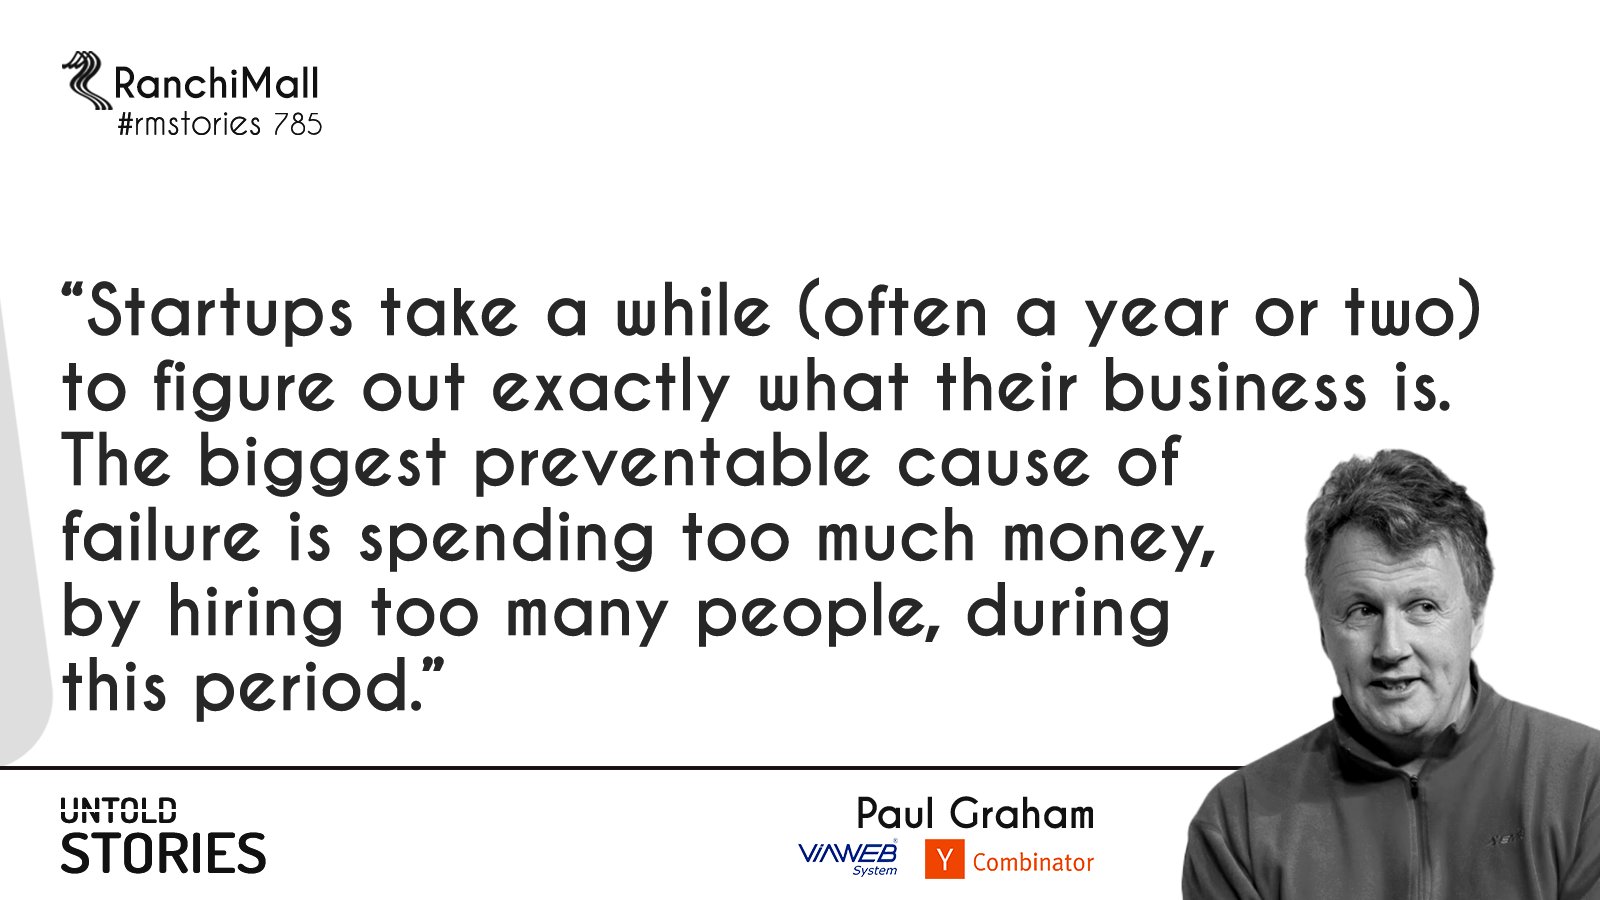 RanchiMall
#rmstories 785
“Startups take a while (often a year or two)
to figure out exactly what their business is.
The biggest preventable cause of
failure is spending too much money,
by hiring too many people, during
this period.”
UNTOLD
STORIES
Paul Graham
VIAWEB®
System
Y Combinator